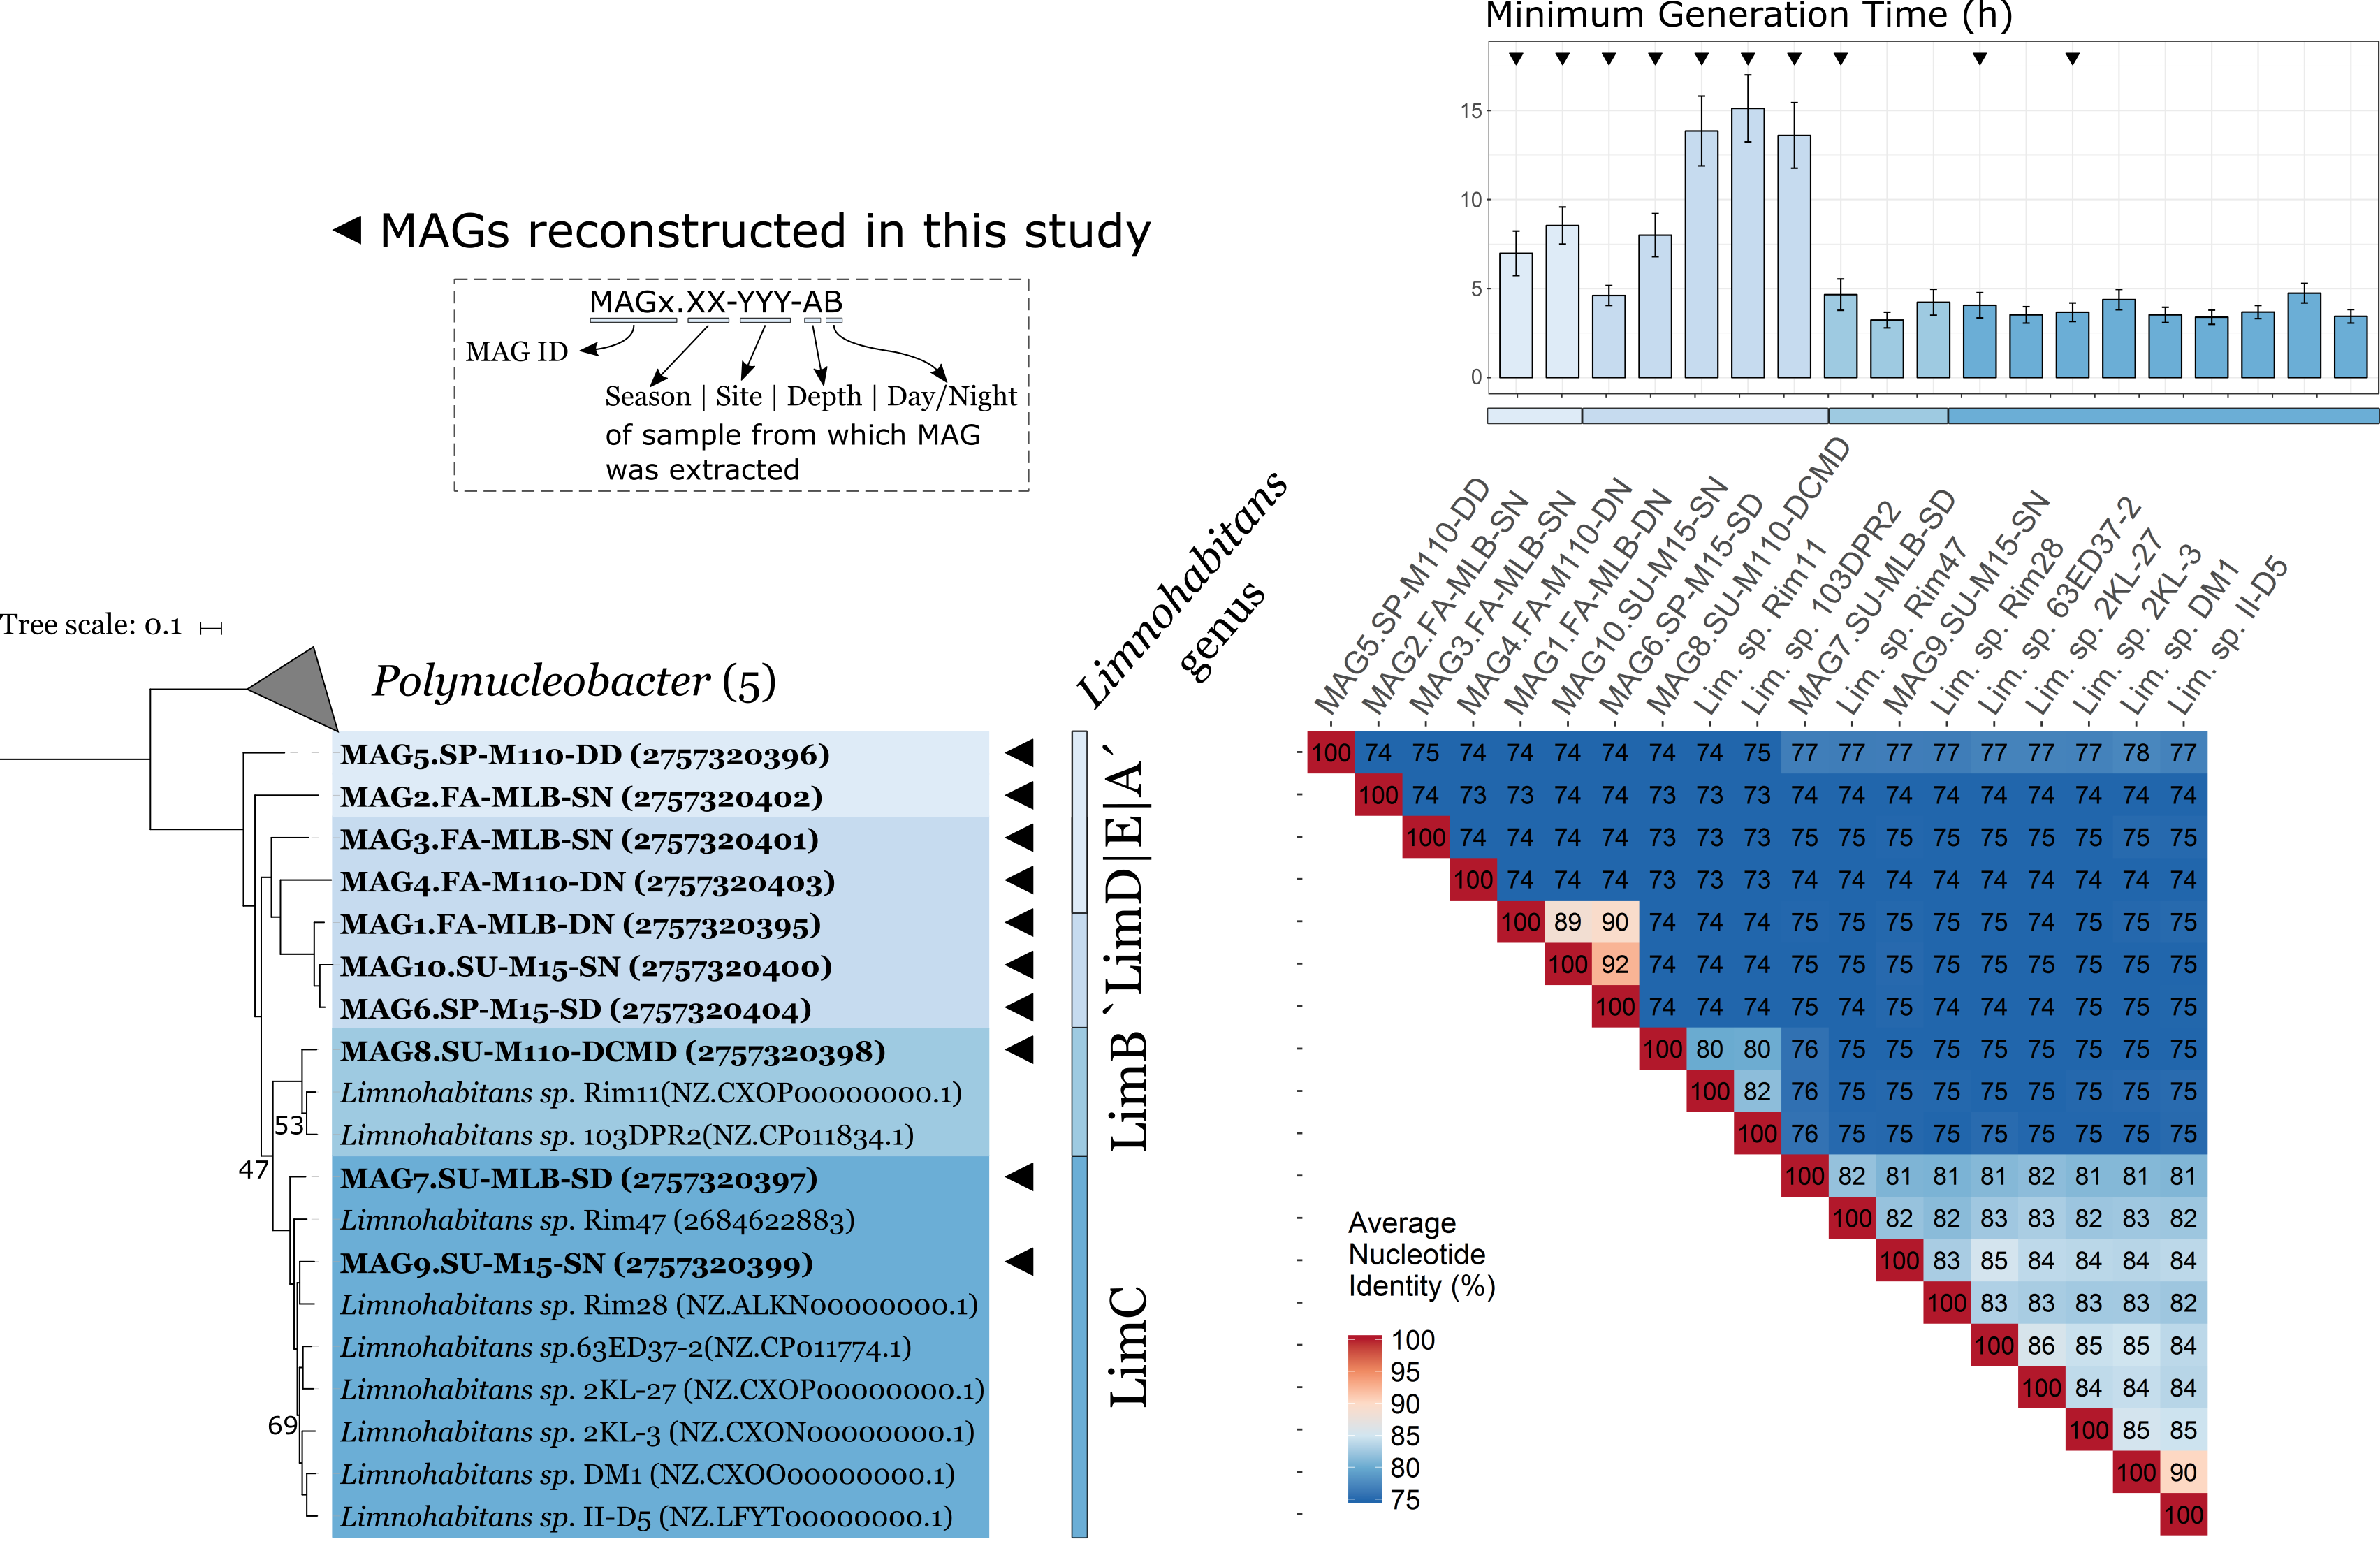 Minimum Generation Time (h)
15
10
5
0
MAGs reconstructed in this study
MAGx.XX-YYY-AB
MAG ID
Season | Site | Depth | Day/Night
of sample from which MAG
was extracted
Limnohabitans
genus
Tree scale: 0.1
Polynucleobacter (5)
MAG5.SP-M110-DD (2757320396)
MAG2.FA-MLB-SN (2757320402)
MAG3.FA-MLB-SN (2757320401)
MAG4.FA-M110-DN (2757320403)
MAG1.FA-MLB-DN (2757320395)
MAG10.SU-M15-SN (2757320400)
MAG6.SP-M15-SD (2757320404)
MAG8.SU-M110-DCMD (2757320398)
Limnohabitans sp. Rim11(NZ.CXOP00000000.1)
Limnohabitans sp. 103DPR2(NZ.CP011834.1)
MAG7.SU-MLB-SD (2757320397)
Limnohabitans sp. Rim47 (2684622883)
MAG9.SU-M15-SN (2757320399)
Limnohabitans sp. Rim28 (NZ.ALKN00000000.1)
Limnohabitans sp.63ED37-2(NZ.CP011774.1)
Limnohabitans sp. 2KL-27 (NZ.CXOP00000000.1)
Limnohabitans sp. 2KL-3 (NZ.CXON00000000.1)
Limnohabitans sp. DM1 (NZ.CXOO00000000.1)
Limnohabitans sp. II-D5 (NZ.LFYT00000000.1)
53
47
69
`LimD|E|A´
LimB
LimC
MAG5.SP-M110-DD
MAG2.FA-MLB-SN
MAG3.FA-MLB-SN
MAG4.FA-M110-DN
MAG1.FA-MLB-DN
MAG10.SU-M15-SN
MAG6.SP-M15-SD
MAG8.SU-M110-DCMD
Lim. sp. Rim11
Lim. sp. 103DPR2
MAG7.SU-MLB-SD
Lim. sp. Rim47
MAG9.SU-M15-SN
Lim. sp. Rim28
Lim. sp. 63ED37-2
Lim. sp. 2KL-27
Lim. sp. 2KL-3
Lim. sp. DM1
Lim. sp. II-D5
100 74 75 74 74 74 74 74 74 75 77 77 77 77 77 77 77 78 77
100 74 73 73 74 74 73 73 73 74 74 74 74 74 74 74 74 74
100 74 74 74 74 73 73 73 75 75 75 75 75 75 75 75 75
100 74 74 74 73 73 73 74 74 74 74 74 74 74 74 74
100 89 90 74 74 74 75 75 75 75 75 74 75 75 75
100 92 74 74 74 75 75 75 75 75 75 75 75 75
100 74 74 74 75 74 75 74 74 74 75 75 75
100 80 80 76 75 75 75 75 75 75 75 75
100 82 76 75 75 75 75 75 75 75 75
100 76 75 75 75 75 75 75 75 75
100 82 81 81 81 82 81 81 81
100 82 82 83 83 82 83 82
100 83 85 84 84 84 84
100 83 83 83 83 82
100 86 85 85 84
100 84 84 84
100 85 85
100 90
100
Average
Nucleotide
Identity (%)
100
95
90
85
80
75